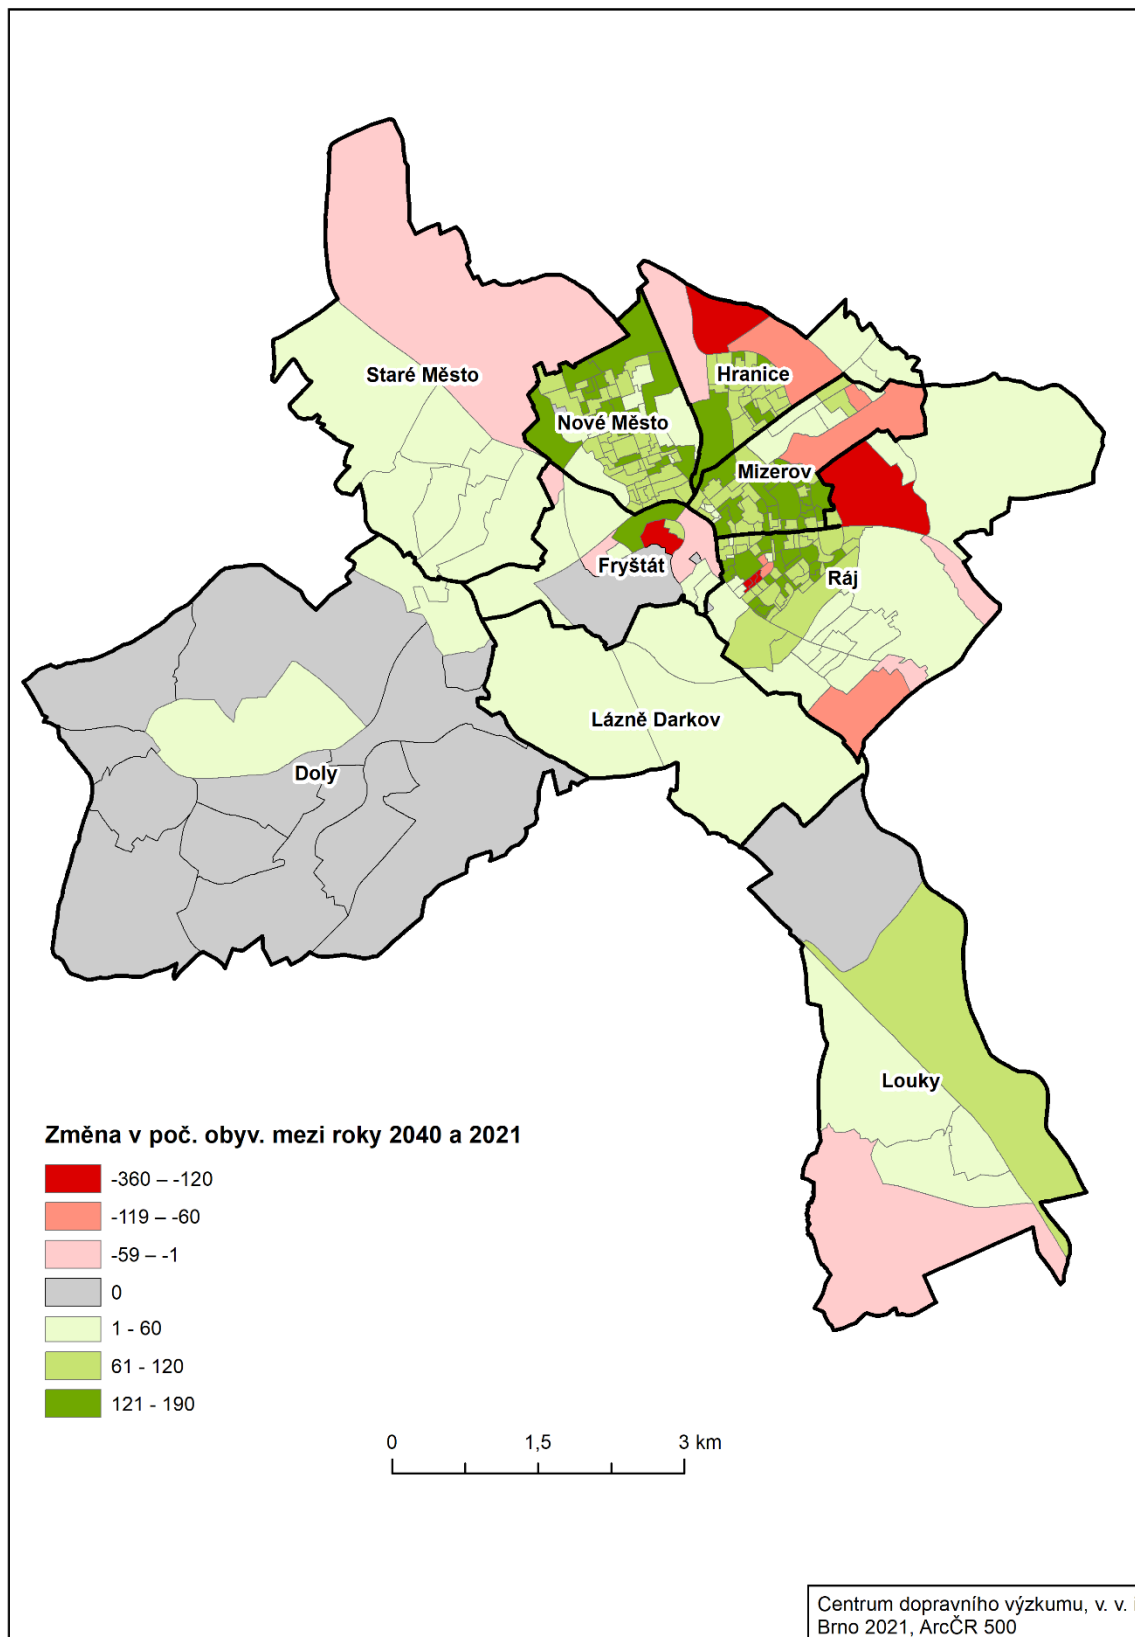 Staré Město
Hranice
Nové Město
Mizerov
Fryštát
Ráj
Lázně Darkov
Doly
Louky
Změna v poč. obyv. mezi roky 2040 a 2021
-360 – -120
-119 – -60
-59 – -1
0
1 - 60
61 - 120
121 - 190
0 1,5 3 km
Centrum dopravního výzkumu, v. v. i
Brno 2021, ArcČR 500